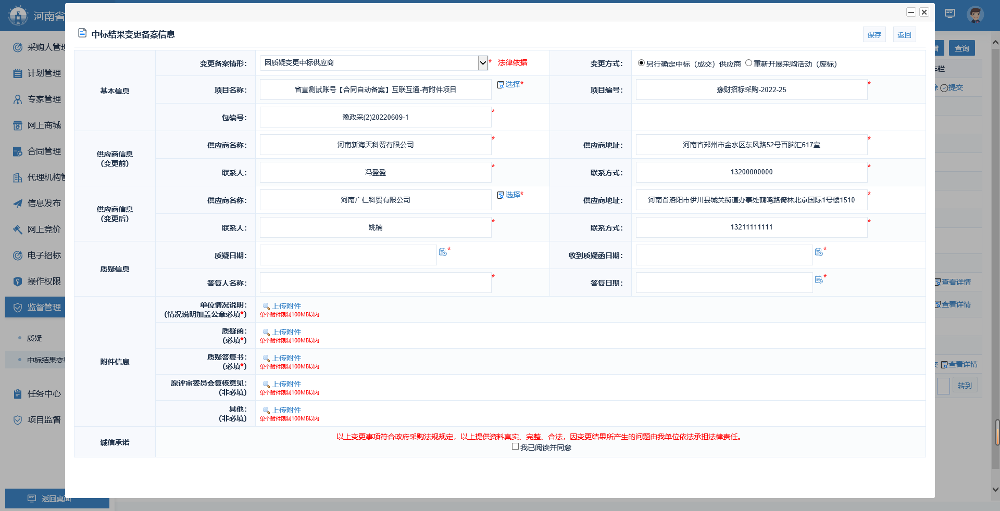 河南省
采购人管理
计划管理
专家管理
网上商城
合同管理
代理机构管
信息发布
网上竞价
电子招标
操作权限
监督管理
质疑
中标结果变更
任务中心
项目监督
返回桌面
中标结果变更备案信息
保存
返回
基本信息
变更备案情形：
因质疑变更中标供应商
* 法律依据
变更方式：
另行确定中标（成交）供应商 重新开展采购活动（废标）
项目名称：
省直测试账号【合同自动备案】互联互通-有附件项目
选择*
项目编号：
豫财招标采购-2022-25
*
包编号：
豫政采(2)20220609-1
*
供应商信息
（变更前）
供应商名称：
河南新海天科贸有限公司
*
供应商地址：
河南省郑州市金水区东风路52号百脑汇617室
*
联系人：
冯盈盈
*
联系方式：
13200000000
*
供应商信息
（变更后）
供应商名称：
河南广仁科贸有限公司
选择*
供应商地址：
河南省洛阳市伊川县城关街道办事处鹤鸣路倚林北京国际1号楼1510
*
联系人：
姚楠
*
联系方式：
13211111111
*
质疑信息
质疑日期：
*
收到质疑函日期：
*
答复人名称：
*
答复日期：
*
附件信息
单位情况说明：
（情况说明加盖公章必填*）
上传附件
单个附件限制100MB以内
质疑函：
（必填*）
上传附件
单个附件限制100MB以内
质疑答复书：
（必填*）
上传附件
单个附件限制100MB以内
原评审委员会复核意见：
（非必填）
上传附件
单个附件限制100MB以内
其他：
（非必填）
上传附件
单个附件限制100MB以内
诚信承诺
以上变更事项符合政府采购法规规定，以上提供资料真实、完整、合法，因变更结果所产生的问题由我单位依法承担法律责任。
我已阅读并同意
查询
栏
提交
查看详情
查看详情
查看详情
转到